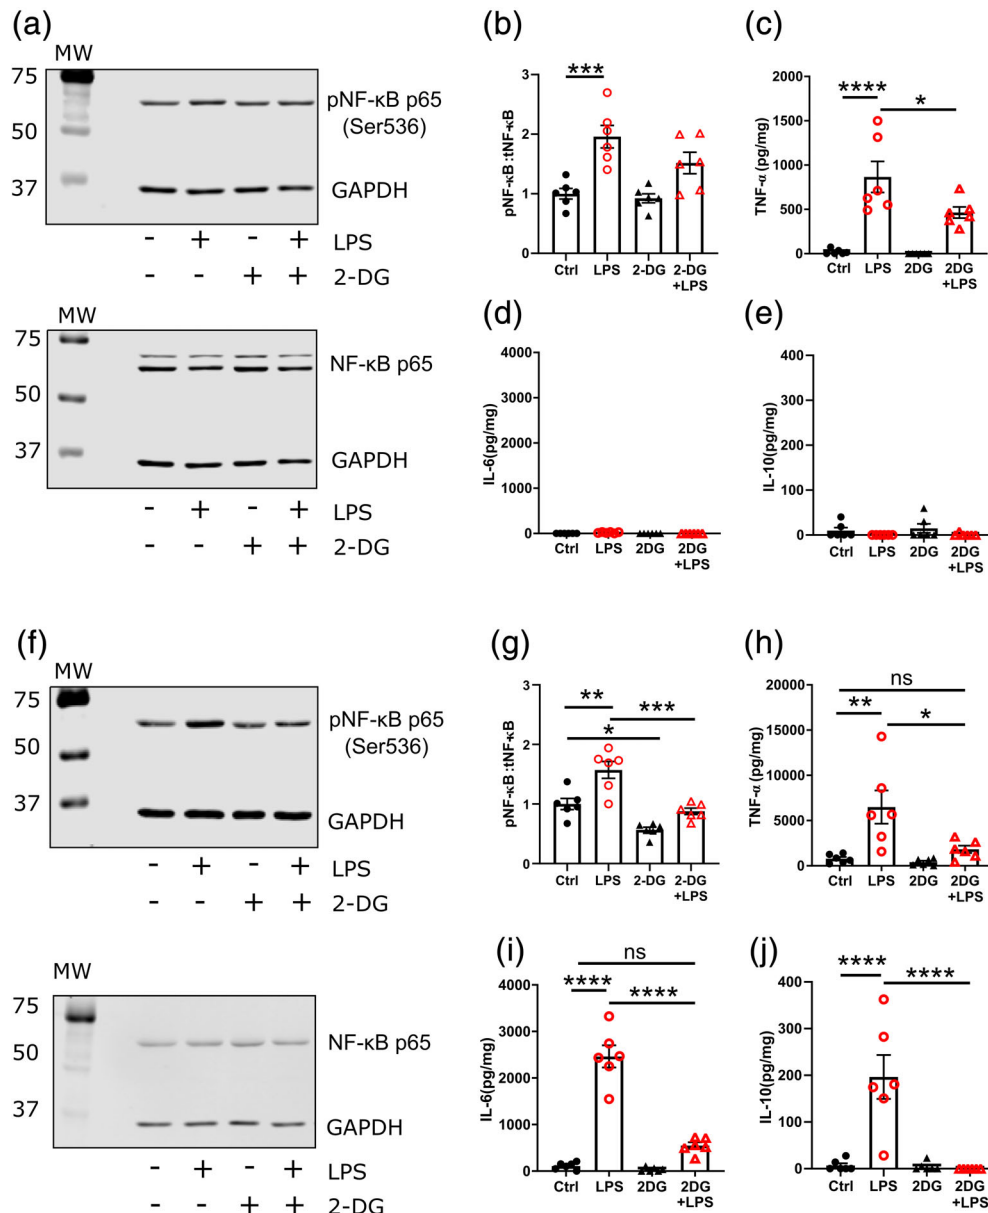 (a)
MW
75
50
37
pNF-κB p65
(Ser536)
GAPDH
- + - + LPS
- - + + 2-DG
MW
75
50
37
NF-κB p65
GAPDH
- + - + LPS
- - + + 2-DG
(b)
***
pNF-κB :tNF-κB
3
2
1
0
Ctrl LPS 2-DG 2-DG
+LPS
(c)
**** *
TNF-α (pg/mg)
2000
1500
1000
500
0
Ctrl LPS 2DG 2DG
+LPS
(d)
IL-6(pg/mg)
4000
3000
2000
1000
0
Ctrl LPS 2DG 2DG
+LPS
(e)
IL-10(pg/mg)
400
300
200
100
0
Ctrl LPS 2DG 2DG
+LPS
(f)
MW
75
50
37
pNF-κB p65
(Ser536)
GAPDH
- + - + LPS
- - + + 2-DG
MW
75
50
37
NF-κB p65
GAPDH
- + - + LPS
- - + + 2-DG
(g)
** ***
*
pNF-κB :tNF-κB
3
2
1
0
Ctrl LPS 2-DG 2-DG
+LPS
(h)
ns
** *
TNF-α (pg/mg)
20000
15000
10000
5000
0
Ctrl LPS 2DG 2DG
+LPS
(i)
ns
**** ****
IL-6(pg/mg)
4000
3000
2000
1000
0
Ctrl LPS 2DG 2DG
+LPS
(j)
**** ****
IL-10(pg/mg)
400
300
200
100
0
Ctrl LPS 2DG 2DG
+LPS